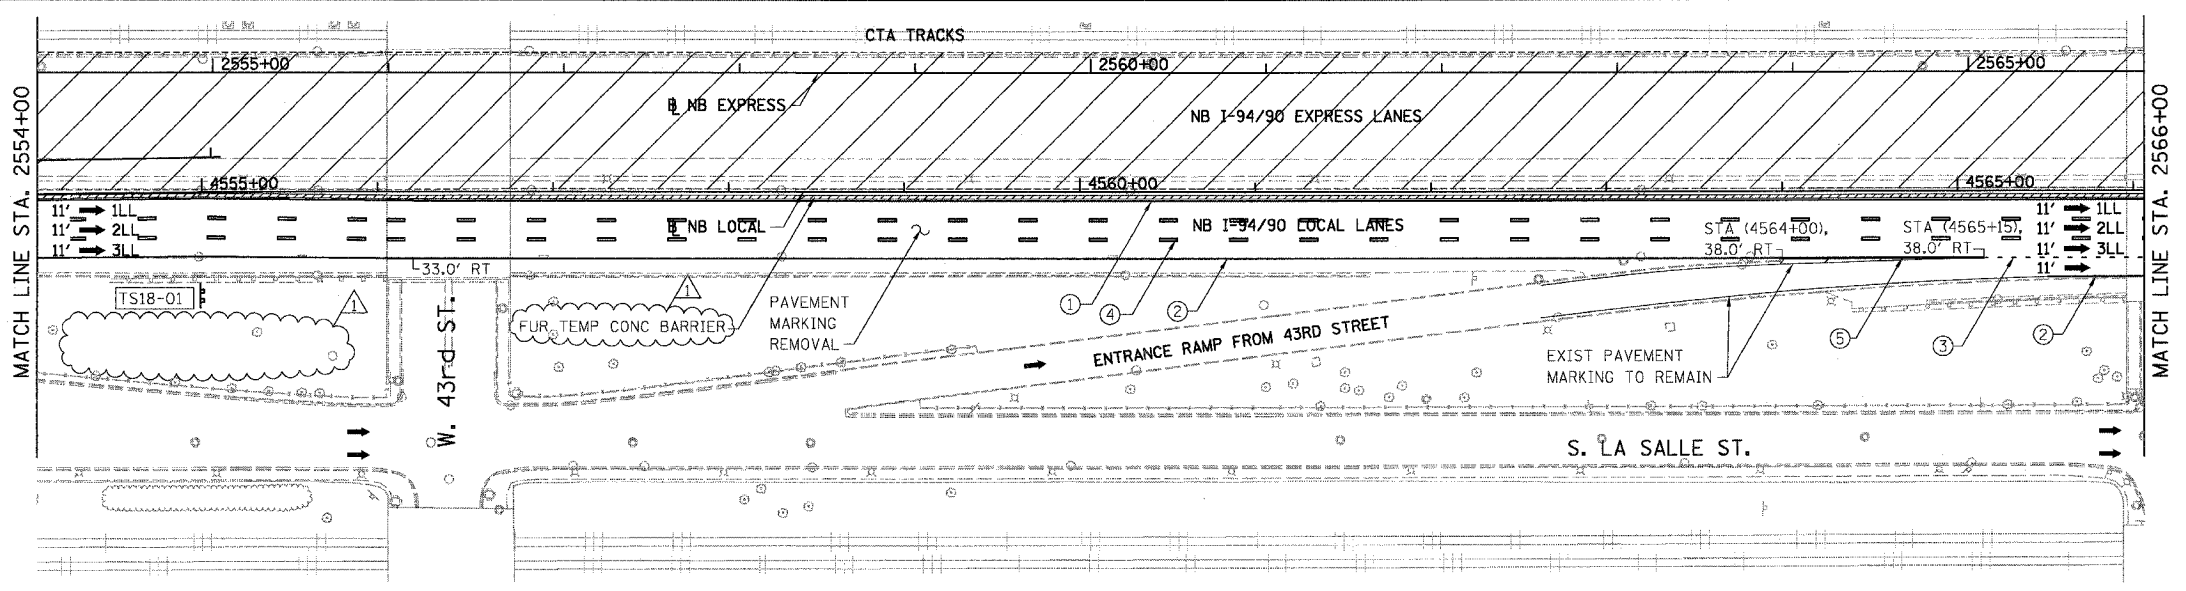 CTA TRACKS
2555+00
2560+00
2565+00
BL NB EXPRESS
NB I-94/90 EXPRESS LANES
MATCH LINE STA. 2554+00
MATCH LINE STA. 2566+00
4555+00
4560+00
4565+00
11' 1LL
11' 2LL
11' 3LL
BL NB LOCAL
NB I-94/90 LOCAL LANES
STA (4564+00),
38.0' RT
STA (4565+15),
38.0' RT
11' 1LL
11' 2LL
11' 3LL
11'
33.0' RT
TS18-01
1
1
FUR TEMP CONC BARRIER
PAVEMENT
MARKING
REMOVAL
1
4
2
ENTRANCE RAMP FROM 43RD STREET
EXIST PAVEMENT
MARKING TO REMAIN
5
3
2
W. 43rd ST.
S. LA SALLE ST.